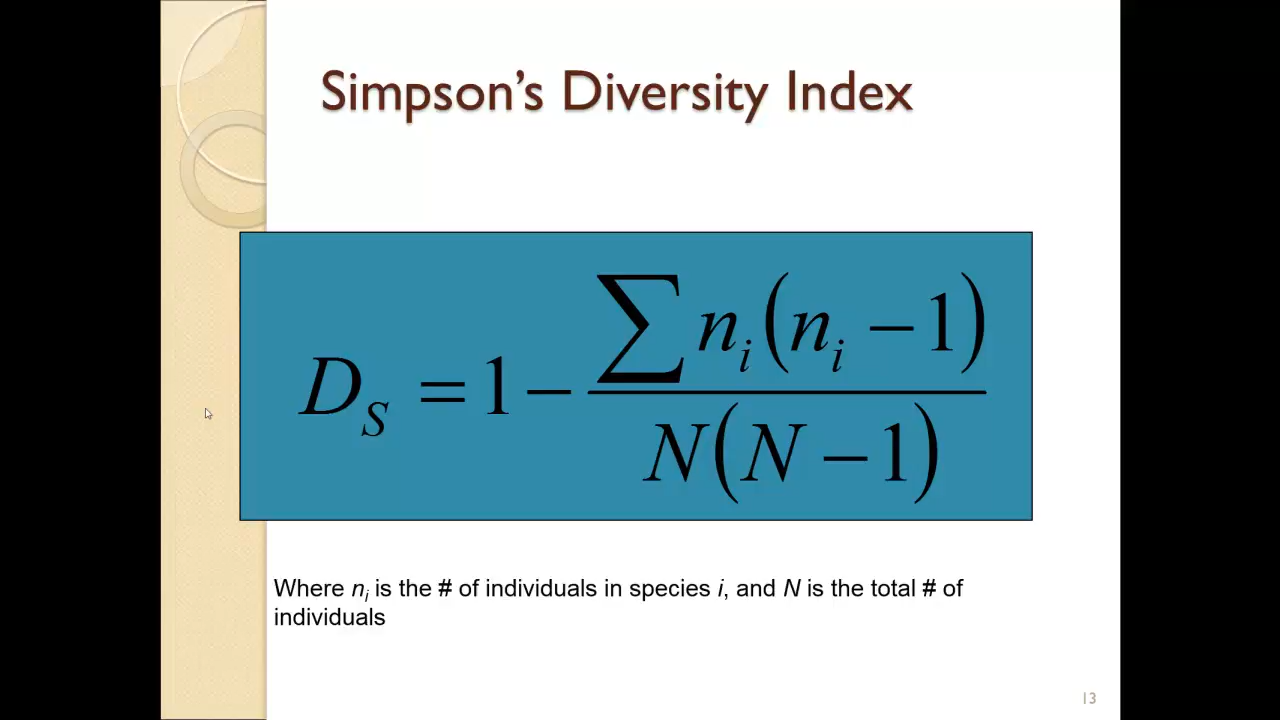 Simpson's Diversity Index
D_S = 1 − ∑ n_i (n_i − 1) / N(N − 1)
Where n_i is the # of individuals in species i, and N is the total # of
individuals
13